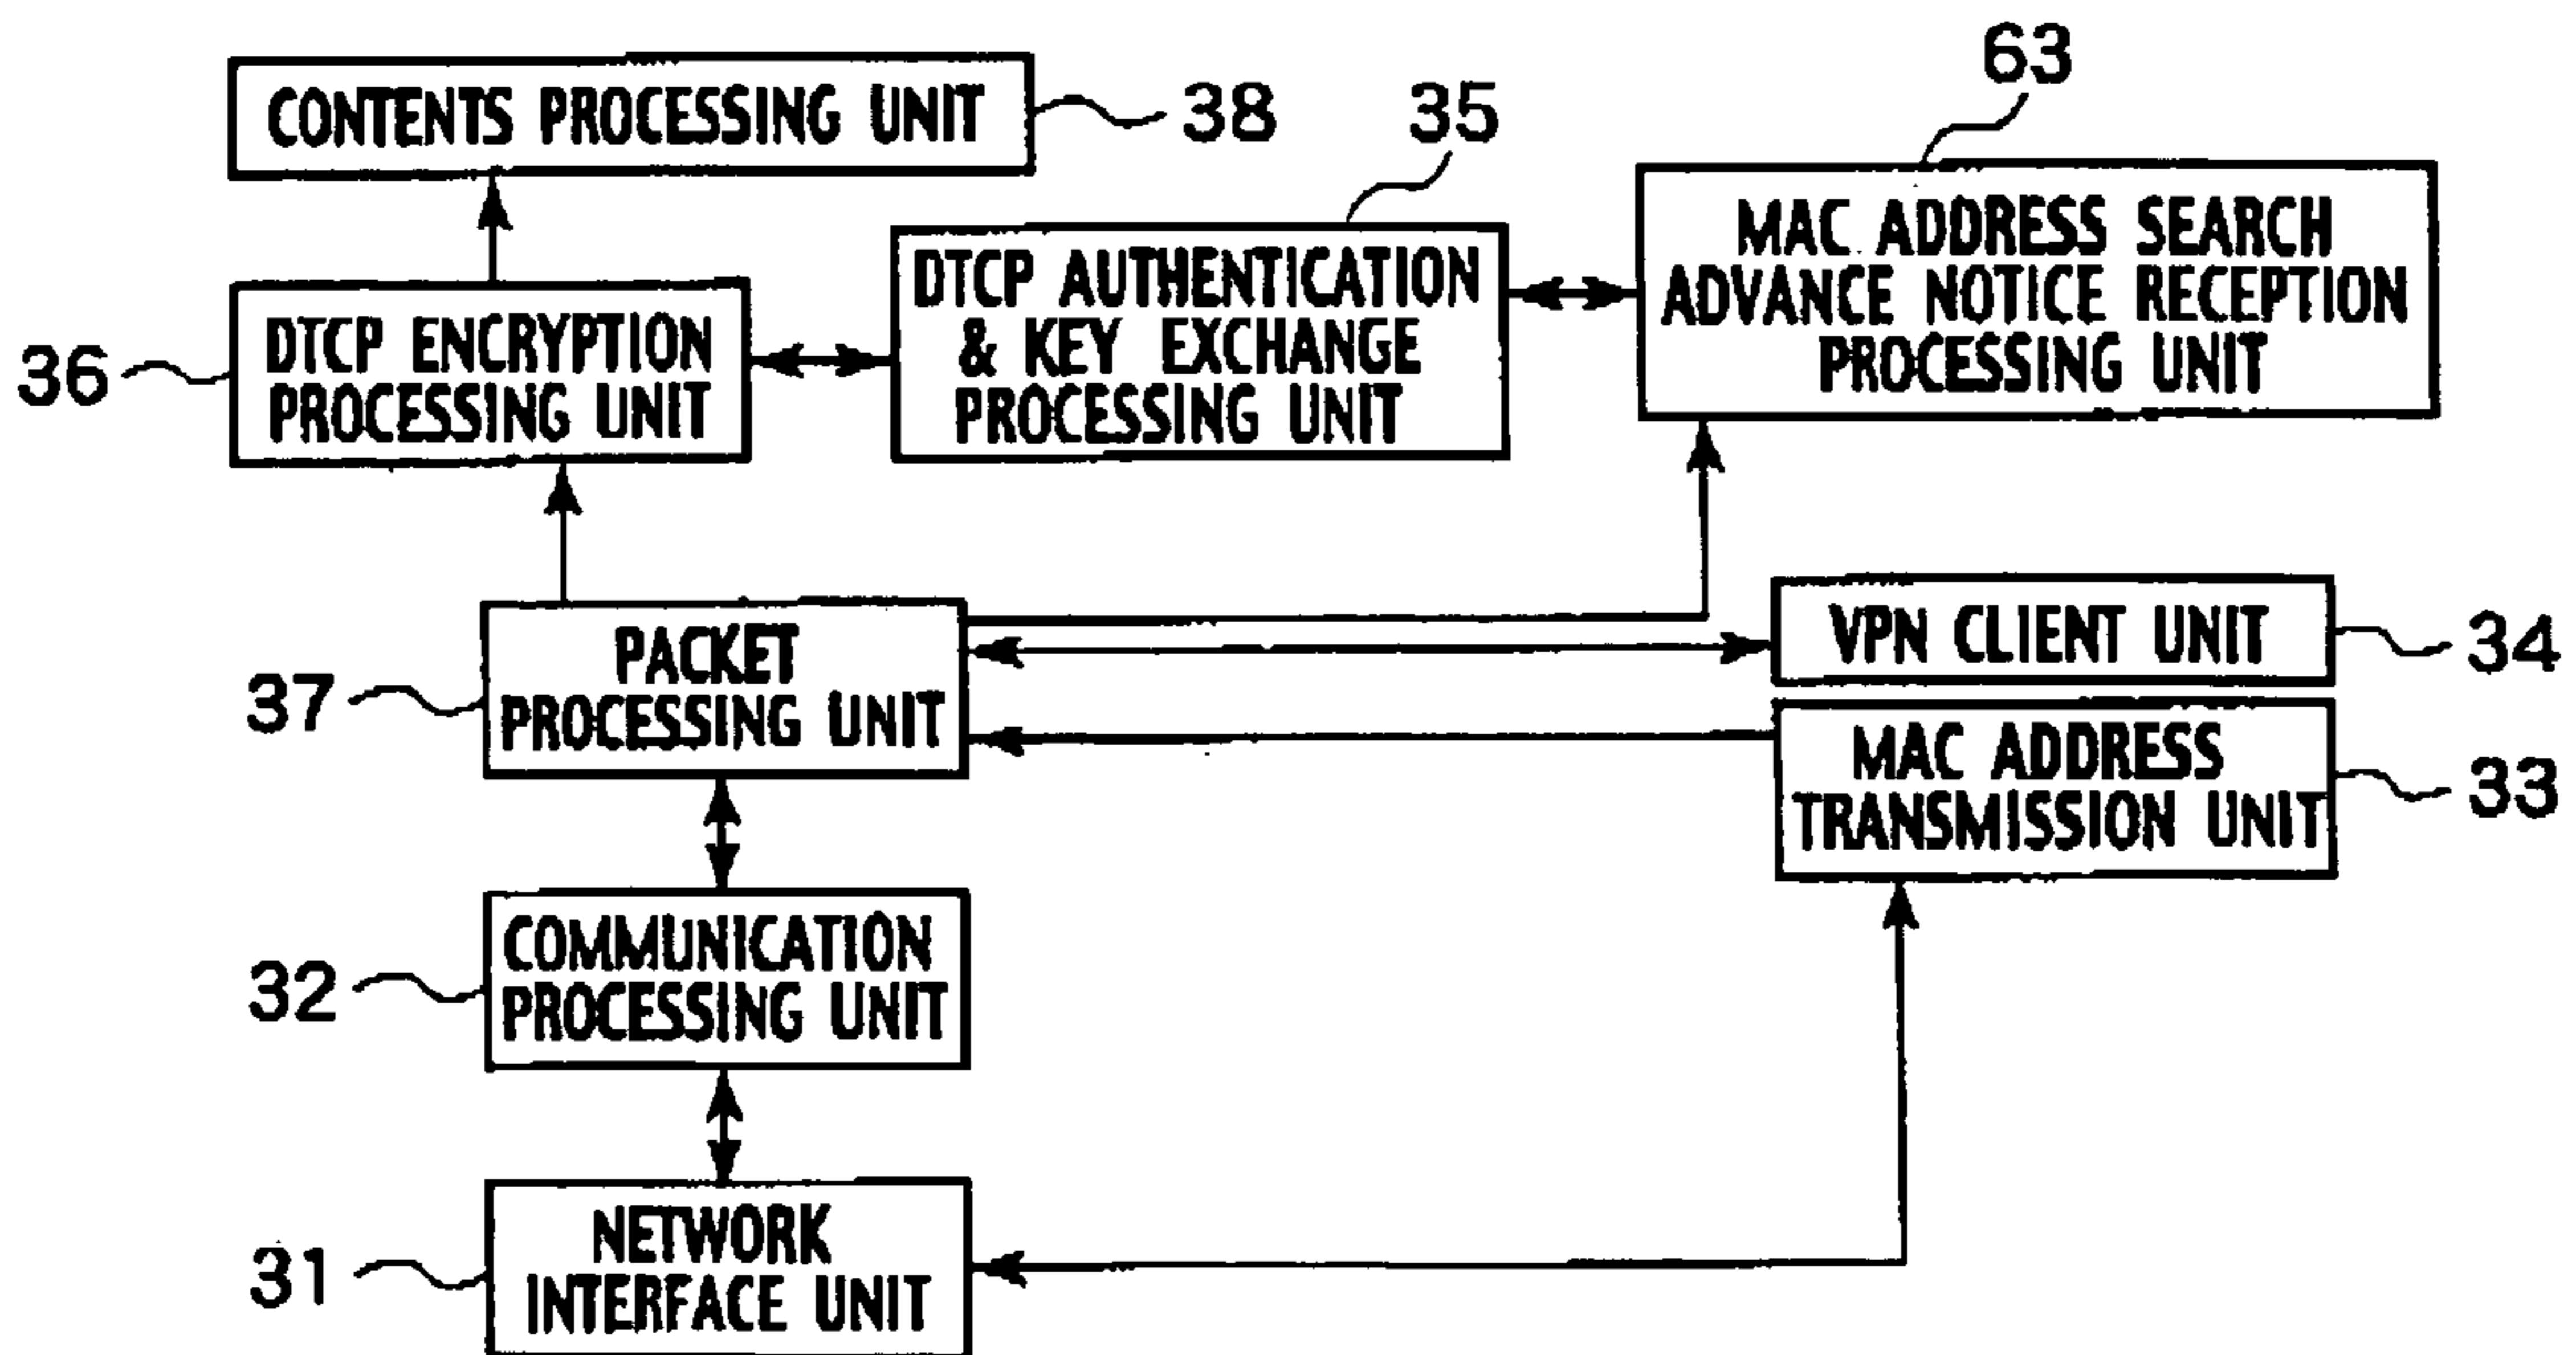 CONTENTS PROCESSING UNIT
38
35
63
36
DTCP ENCRYPTION
PROCESSING UNIT
DTCP AUTHENTICATION
& KEY EXCHANGE
PROCESSING UNIT
MAC ADDRESS SEARCH
ADVANCE NOTICE RECEPTION
PROCESSING UNIT
37
PACKET
PROCESSING UNIT
VPN CLIENT UNIT
34
MAC ADDRESS
TRANSMISSION UNIT
33
32
COMMUNICATION
PROCESSING UNIT
31
NETWORK
INTERFACE UNIT